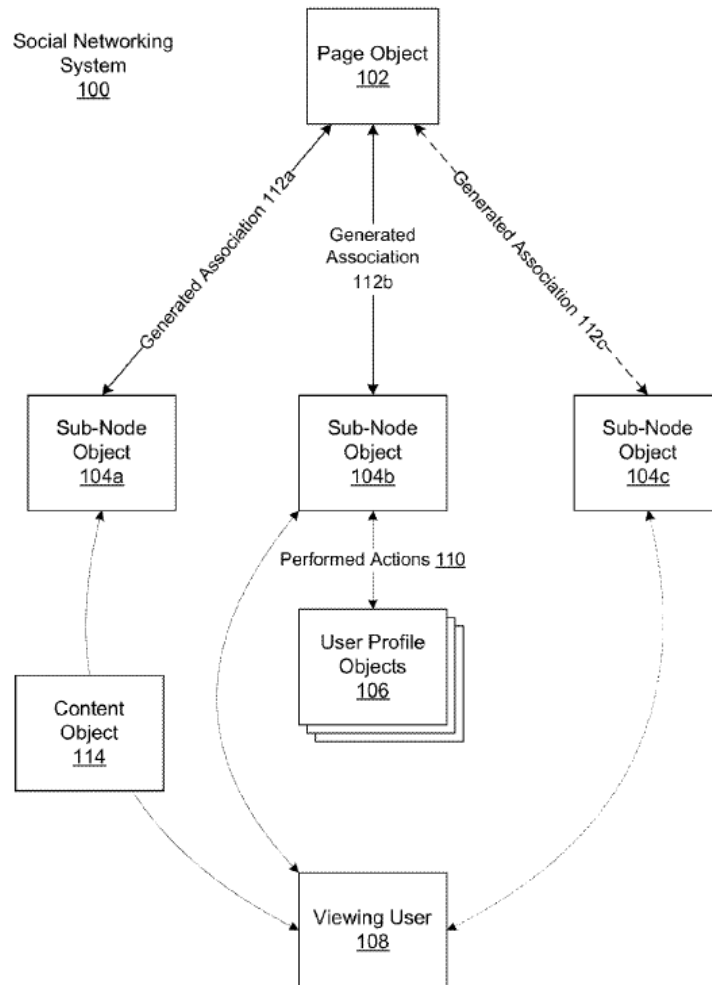 Social Networking
System
100
Page Object
102
Generated Association 112a
Generated
Association
112b
Generated Association 112c
Sub-Node
Object
104a
Sub-Node
Object
104b
Sub-Node
Object
104c
Performed Actions 110
User Profile
Objects
106
Content
Object
114
Viewing User
108